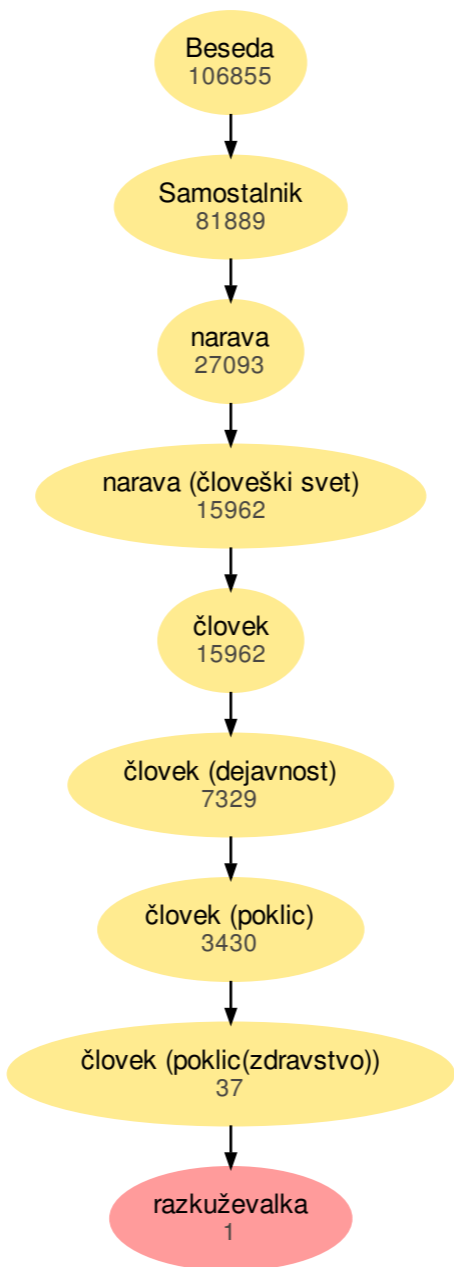 Beseda
106855
Samostalnik
81889
narava
27093
narava (človeški svet)
15962
človek
15962
človek (dejavnost)
7329
človek (poklic)
3430
človek (poklic(zdravstvo))
37
razkuževalka
1